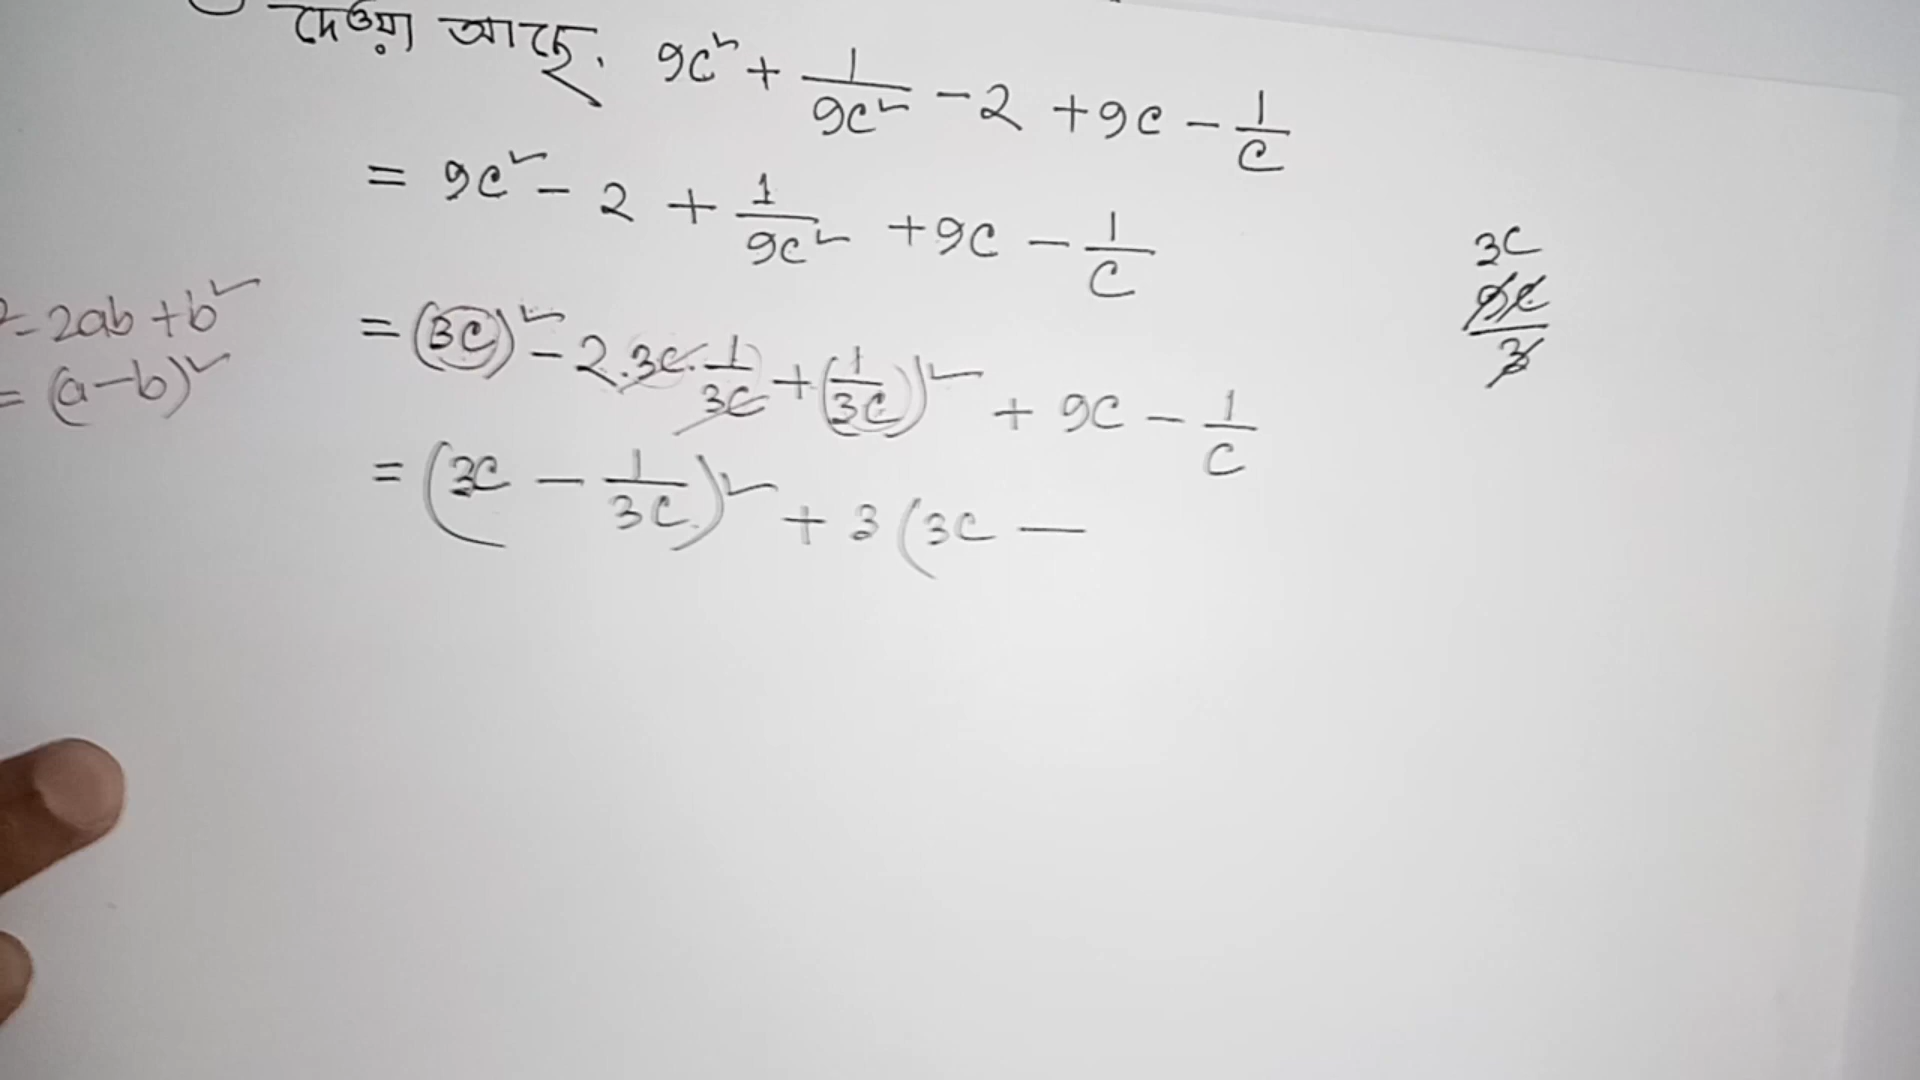 দেওয়া আছে, 9c² + 1/9c² - 2 + 9c - 1/c
= 9c² - 2 + 1/9c² + 9c - 1/c
= (3c)² - 2.3c.1/3c + (1/3c)² + 9c - 1/c
= (3c - 1/3c)² + 3(3c -
- 2ab + b²
= (a-b)²
3c
9c
3